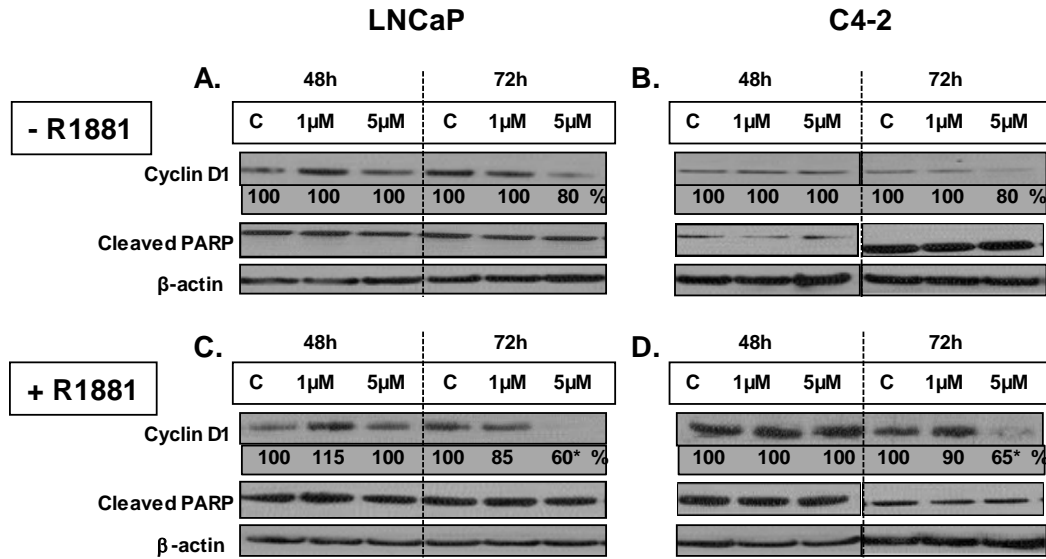 LNCaP C4-2
A. 48h 72h B. 48h 72h
- R1881
C 1µM 5µM C 1µM 5µM C 1µM 5µM C 1µM 5µM
Cyclin D1
100 100 100 100 100 80 % 100 100 100 100 100 80 %
Cleaved PARP
β-actin
C. 48h 72h D. 48h 72h
+ R1881
C 1µM 5µM C 1µM 5µM C 1µM 5µM C 1µM 5µM
Cyclin D1
100 115 100 100 85 60* % 100 100 100 100 90 65* %
Cleaved PARP
β-actin